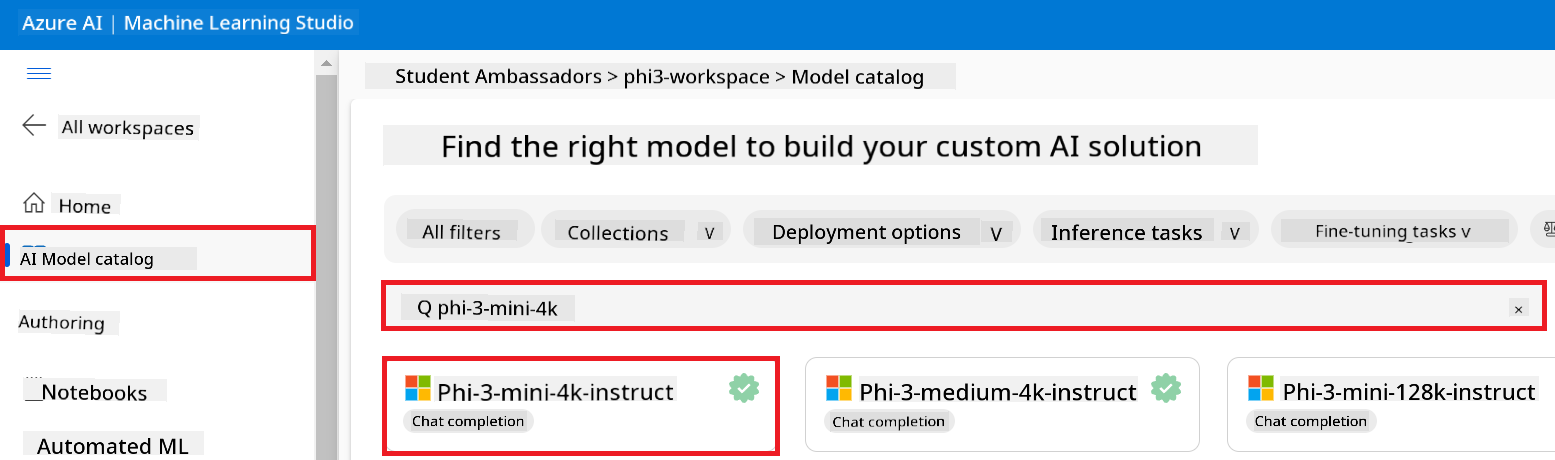 Azure AI | Machine Learning Studio
All workspaces
Home
AI Model catalog
Authoring
Notebooks
Automated ML
Student Ambassadors > phi3-workspace > Model catalog
Find the right model to build your custom AI solution
All filters Collections v Deployment options v Inference tasks v Fine-tuning tasks v
Q phi-3-mini-4k ×
Phi-3-mini-4k-instruct
Chat completion
Phi-3-medium-4k-instruct
Chat completion
Phi-3-mini-128k-instruct
Chat completion